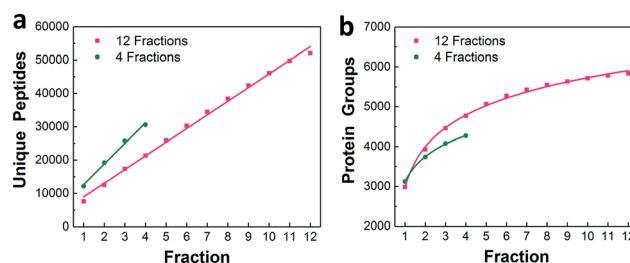 a
Unique Peptides
60000
50000
40000
30000
20000
10000
0
12 Fractions
4 Fractions
1 2 3 4 5 6 7 8 9 10 11 12
Fraction
b
Protein Groups
7000
6000
5000
4000
3000
2000
12 Fractions
4 Fractions
1 2 3 4 5 6 7 8 9 10 11 12
Fraction